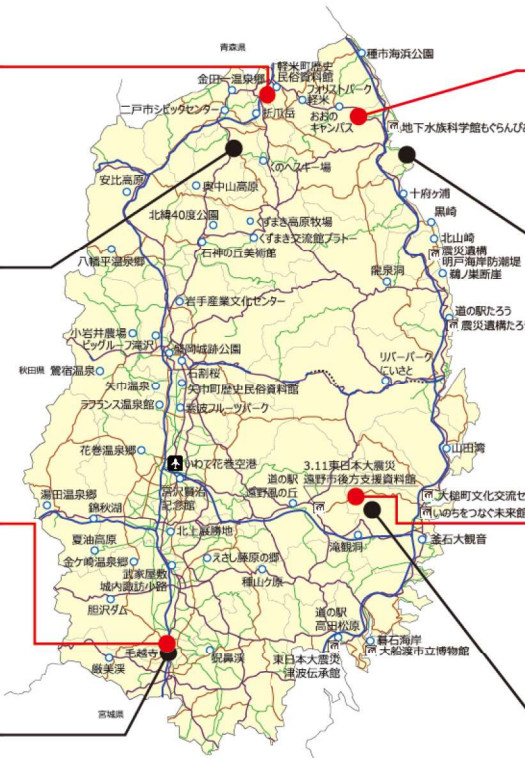 青森県
種市海浜公園
軽米町歴史
民俗資料館
金田一温泉郷
フォリストパーク
軽米
二戸市シビックセンター
折爪岳
おおの
キャンパス
地下水族科学館もぐらんぴあ
くのへスキー場
安比高原
奥中山高原
十府ヶ浦
北緯40度公園
くずまき高原牧場
黒崎
くずまき交流館プラトー
北山崎
石神の丘美術館
震災遺構
明戸海岸防潮堤
八幡平温泉郷
龍泉洞
鵜ノ巣断崖
岩手産業文化センター
道の駅たろう
震災遺構たろ
小岩井農場
ビッグルーフ滝沢
盛岡城跡公園
リバーパーク
にいさと
秋田県
鶯宿温泉
石割桜
矢巾温泉
矢巾町歴史民俗資料館
ラフランス温泉館
紫波フルーツパーク
花巻温泉郷
山田湾
いわて花巻空港
3.11東日本大震災
遠野市後方支援資料館
宮沢賢治
記念館
道の駅
遠野風の丘
湯田温泉郷
錦秋湖
大槌町文化交流セ
いのちをつなぐ未来館
北上展勝地
滝観洞
釜石大観音
夏油高原
金ケ崎温泉郷
えさし藤原の郷
武家屋敷
城内諏訪小路
種山ヶ原
胆沢ダム
道の駅
高田松原
碁石海岸
大船渡市立博物館
毛越寺
猊鼻渓
東日本大震災
津波伝承館
厳美渓
宮城県